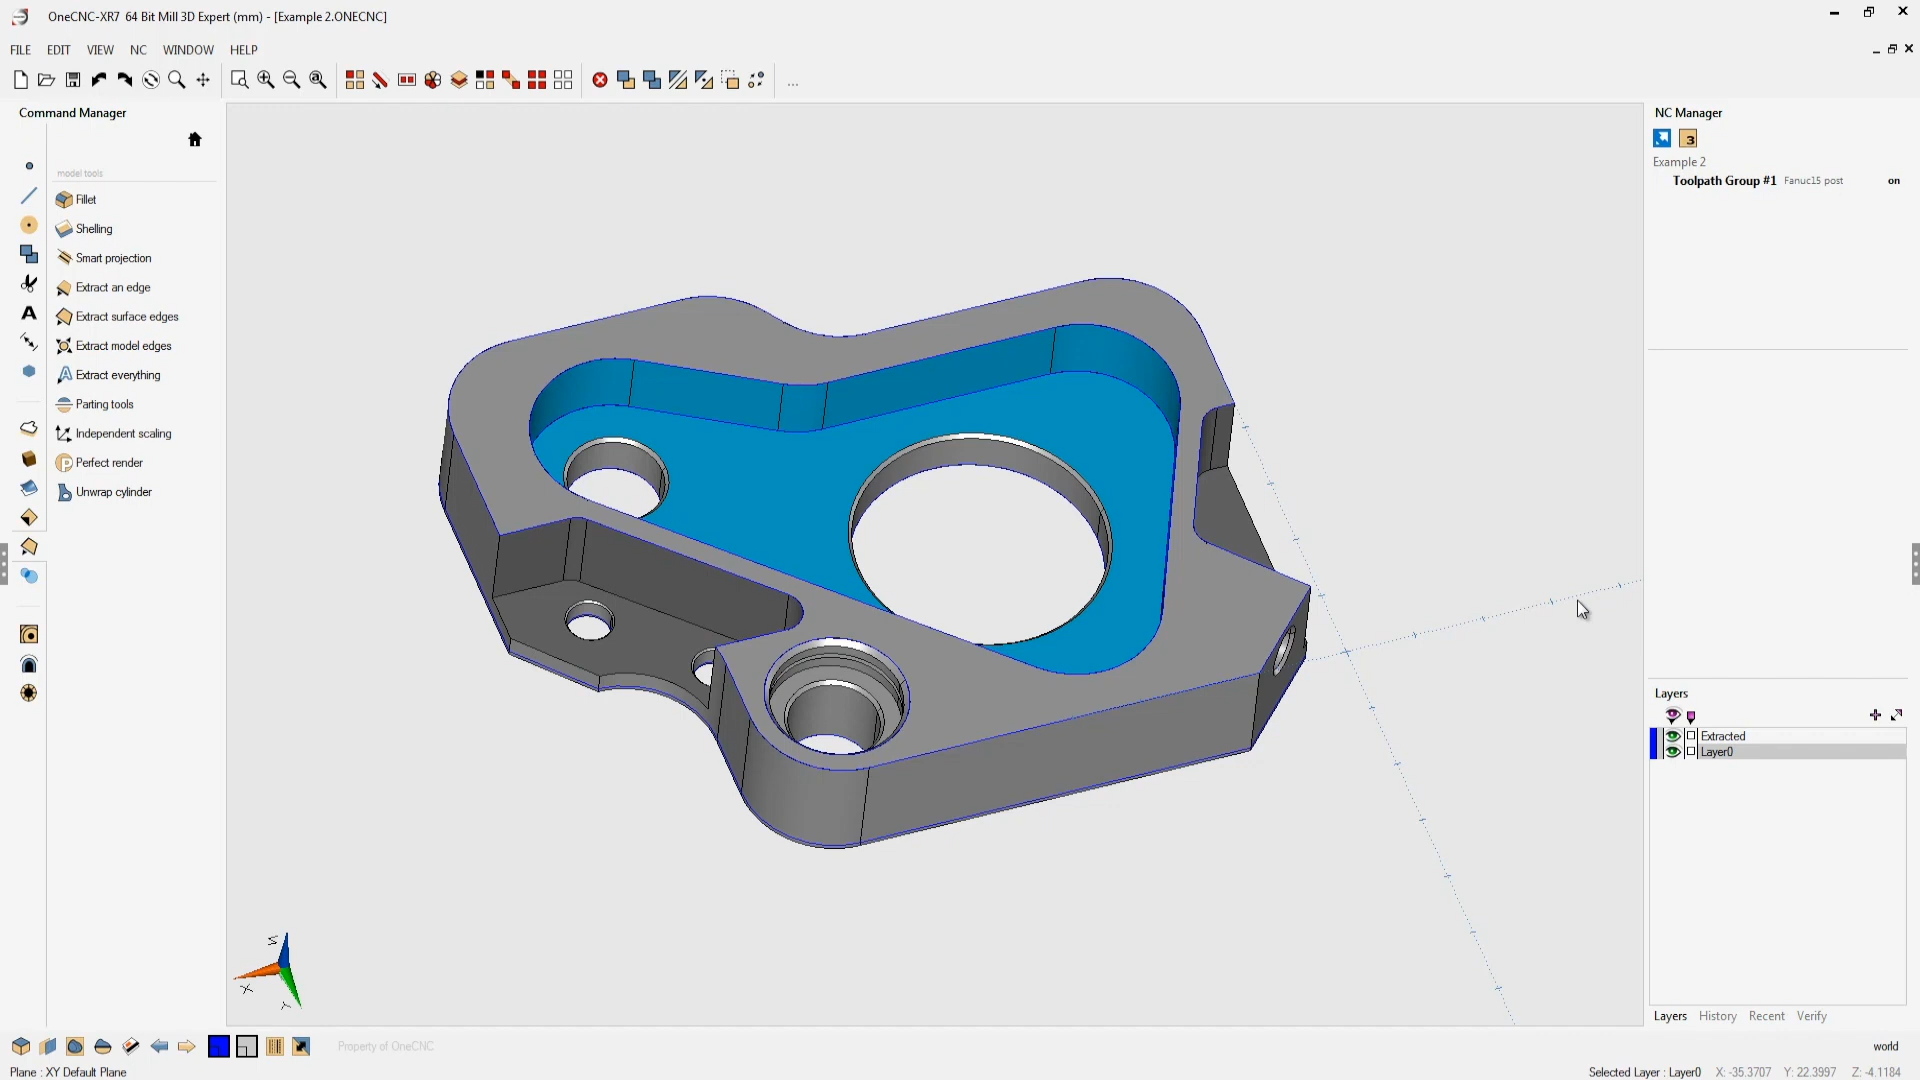 OneCNC-XR7 64 Bit Mill 3D Expert (mm) - [Example 2.ONECNC]
FILE EDIT VIEW NC WINDOW HELP
...
Command Manager
model tools
Fillet
Shelling
Smart projection
Extract an edge
Extract surface edges
Extract model edges
Extract everything
Parting tools
Independent scaling
Perfect render
Unwrap cylinder
A
NC Manager
3
Example 2
Toolpath Group #1 Fanuc15 post on
Layers
Extracted
Layer0
Layers History Recent Verify
Z
X
Y
Property of OneCNC
world
Plane : XY Default Plane
Selected Layer : Layer0 X: -35.3707 Y: 22.3997 Z: -4.1184